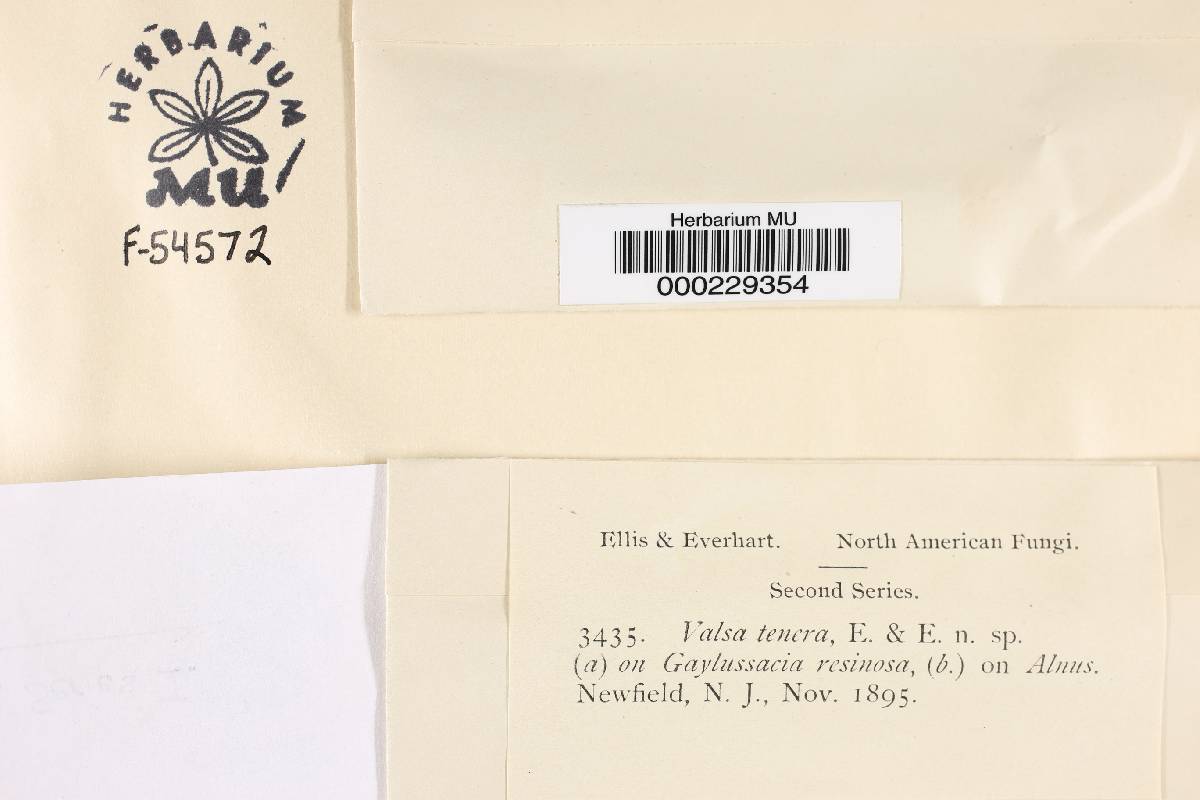 HERBARIUM
MU
F-54572
Herbarium MU
000229354
Ellis & Everhart. North American Fungi.
Second Series.
3435. Valsa tenera, E. & E. n. sp.
(a) on Gaylussacia resinosa, (b.) on Alnus.
Newfield, N. J., Nov. 1895.